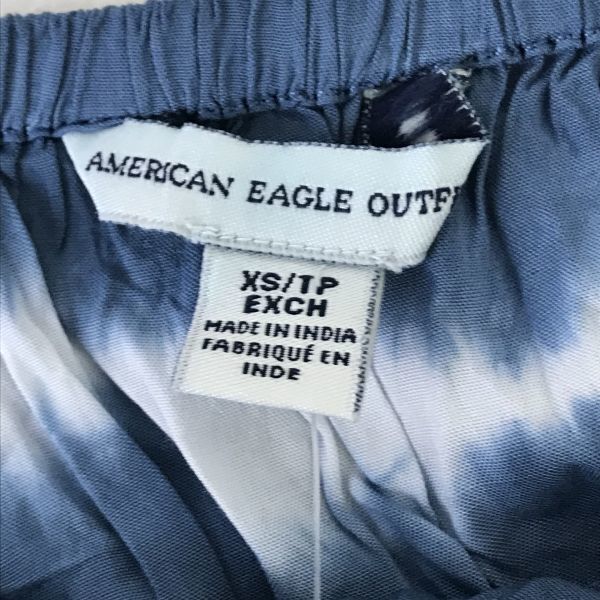 AMERICAN EAGLE OUTF
XS/TP
EXCH
MADE IN INDIA
FABRIQUÉ EN
INDE